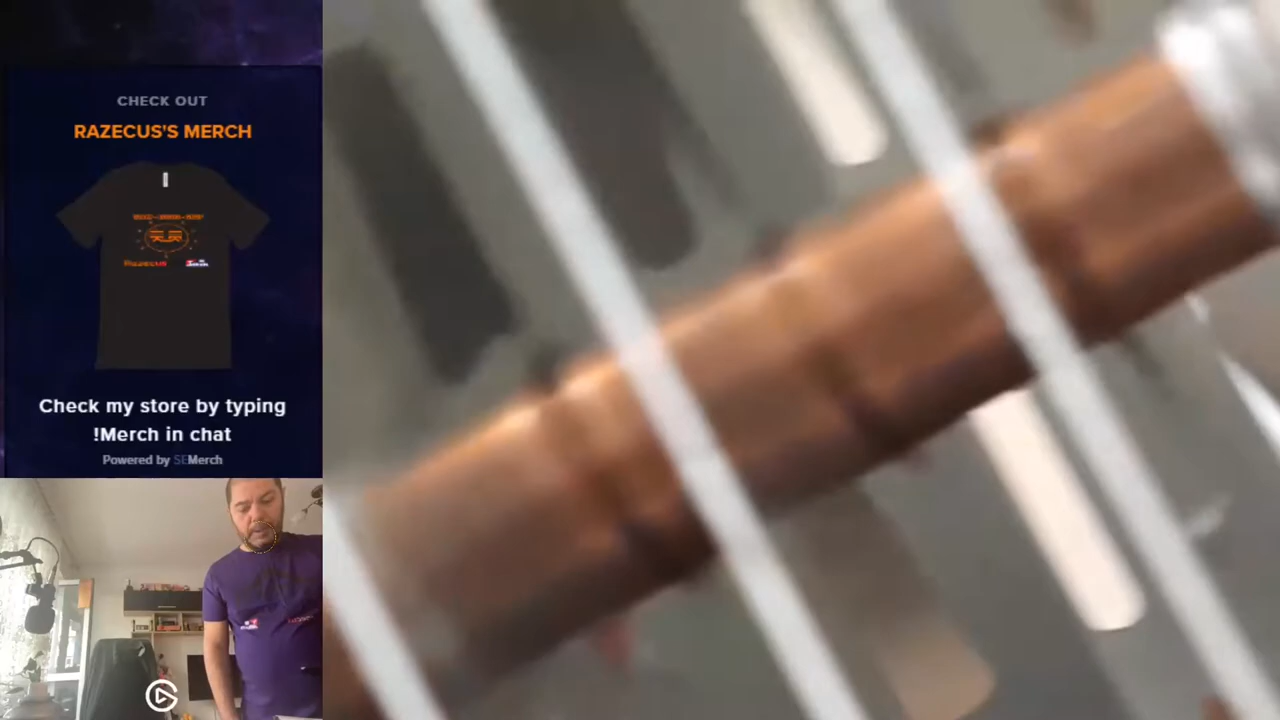 CHECK OUT
RAZECUS'S MERCH
Check my store by typing
!Merch in chat
Powered by SEMerch